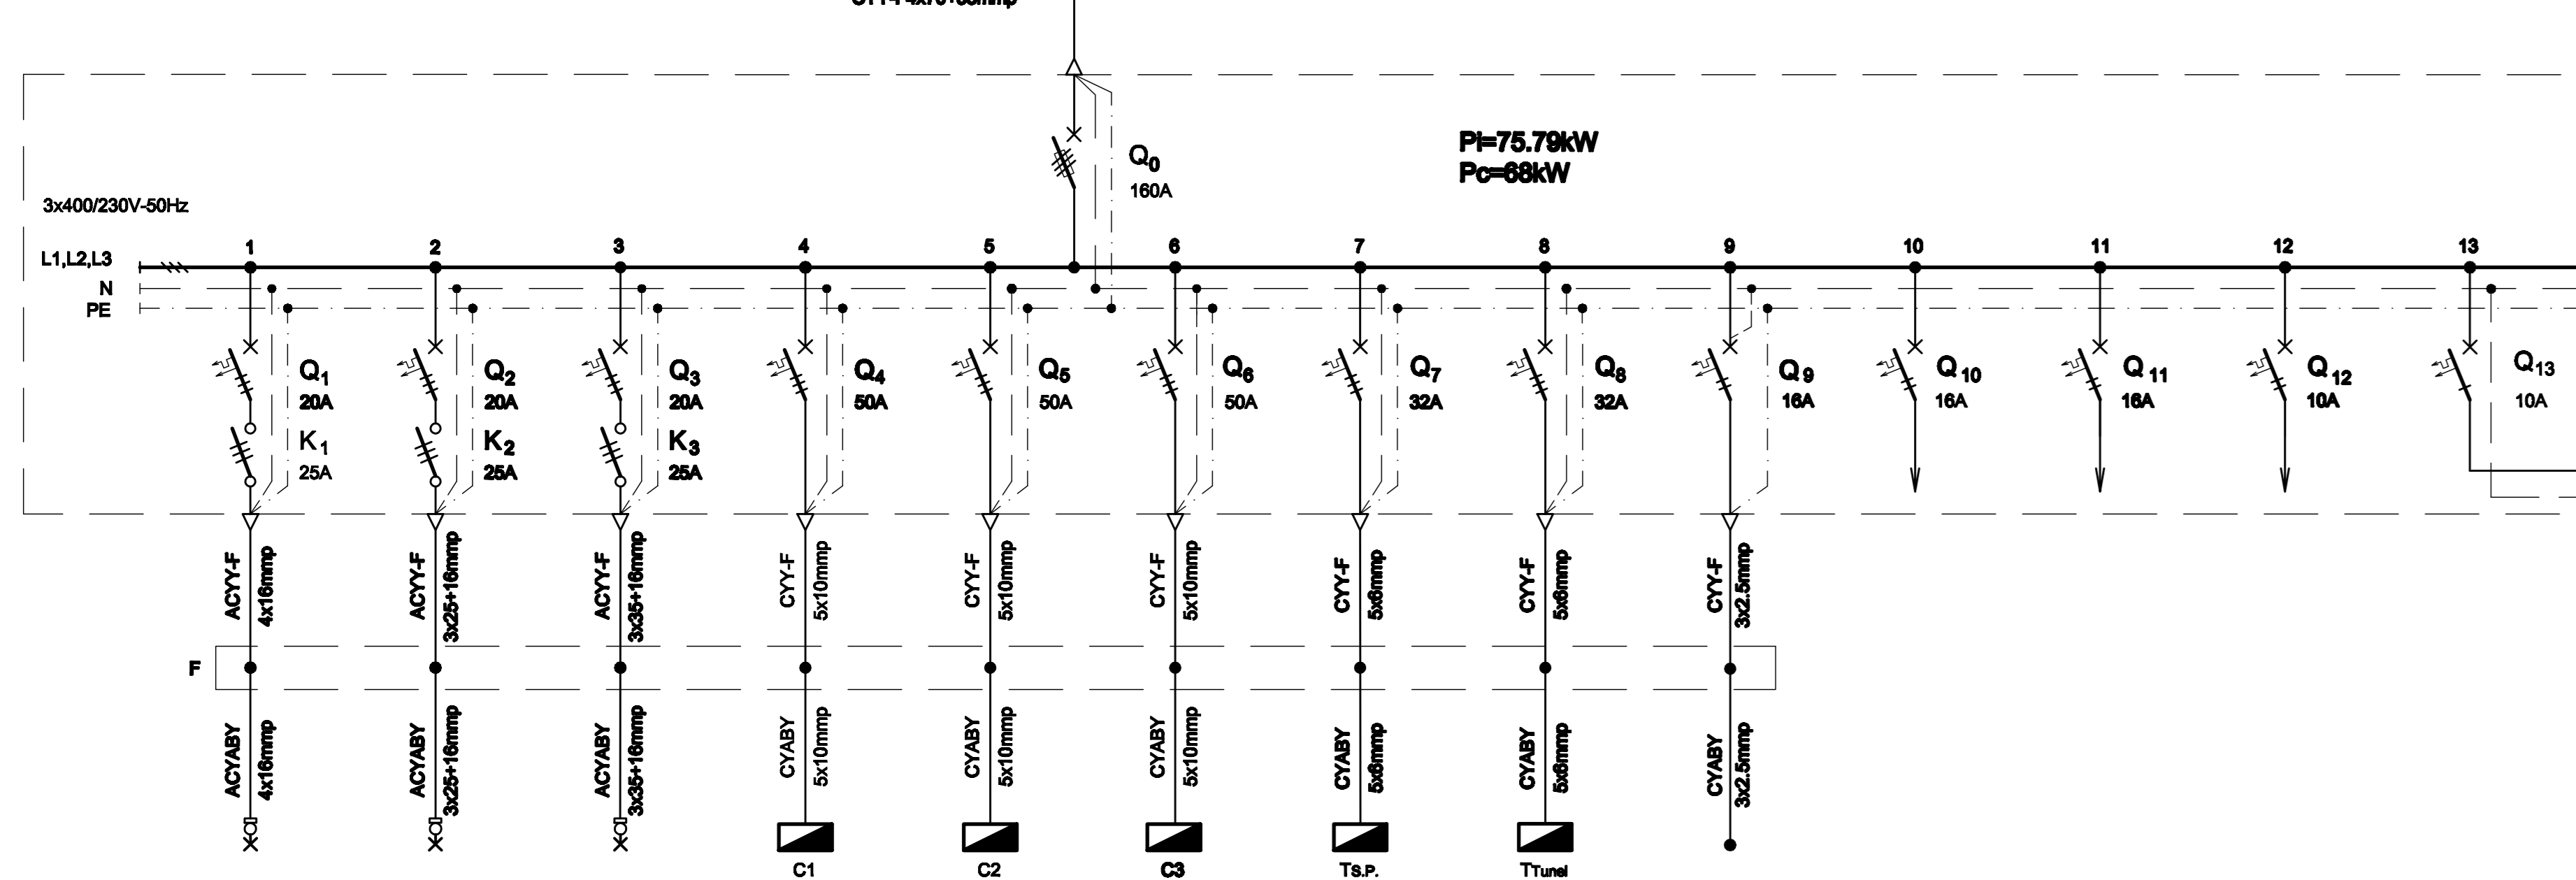 Q0
160A
Pi=75.79kW
Pc=68kW
3x400/230V-50Hz
L1,L2,L3
N
PE
1 2 3 4 5 6 7 8 9 10 11 12 13
Q1 Q2 Q3 Q4 Q5 Q6 Q7 Q8 Q9 Q10 Q11 Q12 Q13
20A 20A 20A 50A 50A 50A 32A 32A 16A 16A 16A 10A 10A
K1 K2 K3
25A 25A 25A
ACYY-F
4x16mmp
ACYY-F
3x25+16mmp
ACYY-F
3x35+16mmp
CYY-F
5x10mmp
CYY-F
5x10mmp
CYY-F
5x10mmp
CYY-F
5x6mmp
CYY-F
5x6mmp
CYY-F
3x2.5mmp
F
ACYABY
4x16mmp
ACYABY
3x25+16mmp
ACYABY
3x35+16mmp
CYABY
5x10mmp
CYABY
5x10mmp
CYABY
5x10mmp
CYABY
5x6mmp
CYABY
5x6mmp
CYABY
3x2.5mmp
C1 C2 C3 TS.P. TTunel